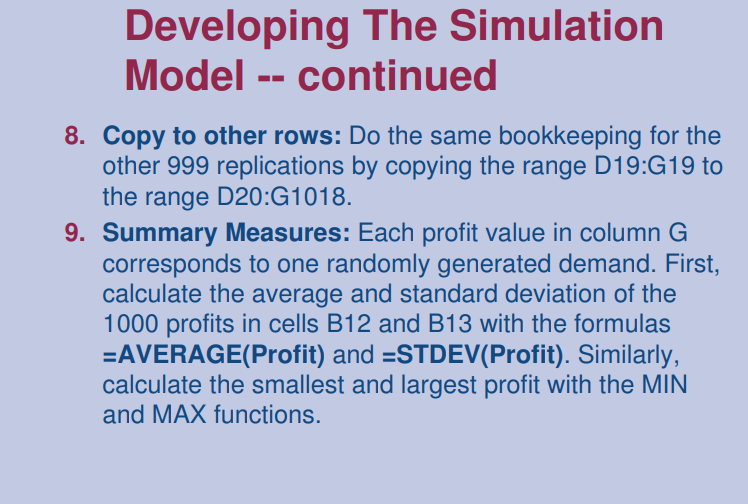 Developing The Simulation
Model -- continued
8. Copy to other rows: Do the same bookkeeping for the
other 999 replications by copying the range D19:G19 to
the range D20:G1018.
9. Summary Measures: Each profit value in column G
corresponds to one randomly generated demand. First,
calculate the average and standard deviation of the
1000 profits in cells B12 and B13 with the formulas
=AVERAGE(Profit) and =STDEV(Profit). Similarly,
calculate the smallest and largest profit with the MIN
and MAX functions.